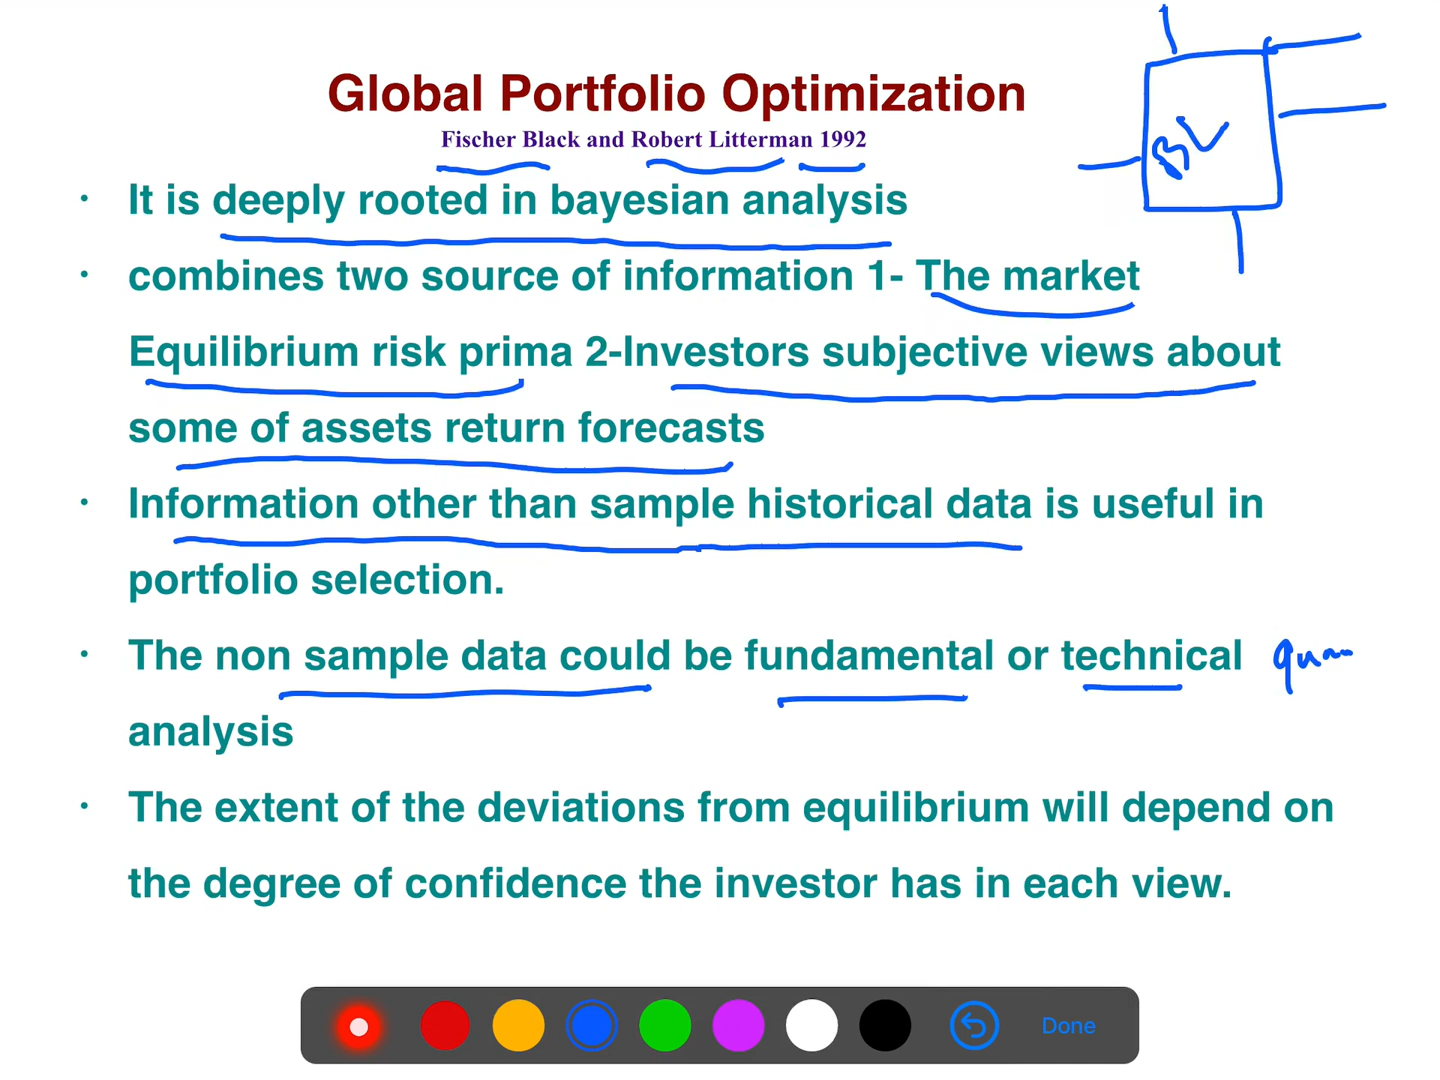 Global Portfolio Optimization
Fischer Black and Robert Litterman 1992
BL
• It is deeply rooted in bayesian analysis
• combines two source of information 1- The market
Equilibrium risk prima 2-Investors subjective views about
some of assets return forecasts
• Information other than sample historical data is useful in
portfolio selection.
• The non sample data could be fundamental or technical
analysis
• The extent of the deviations from equilibrium will depend on
the degree of confidence the investor has in each view.
Done